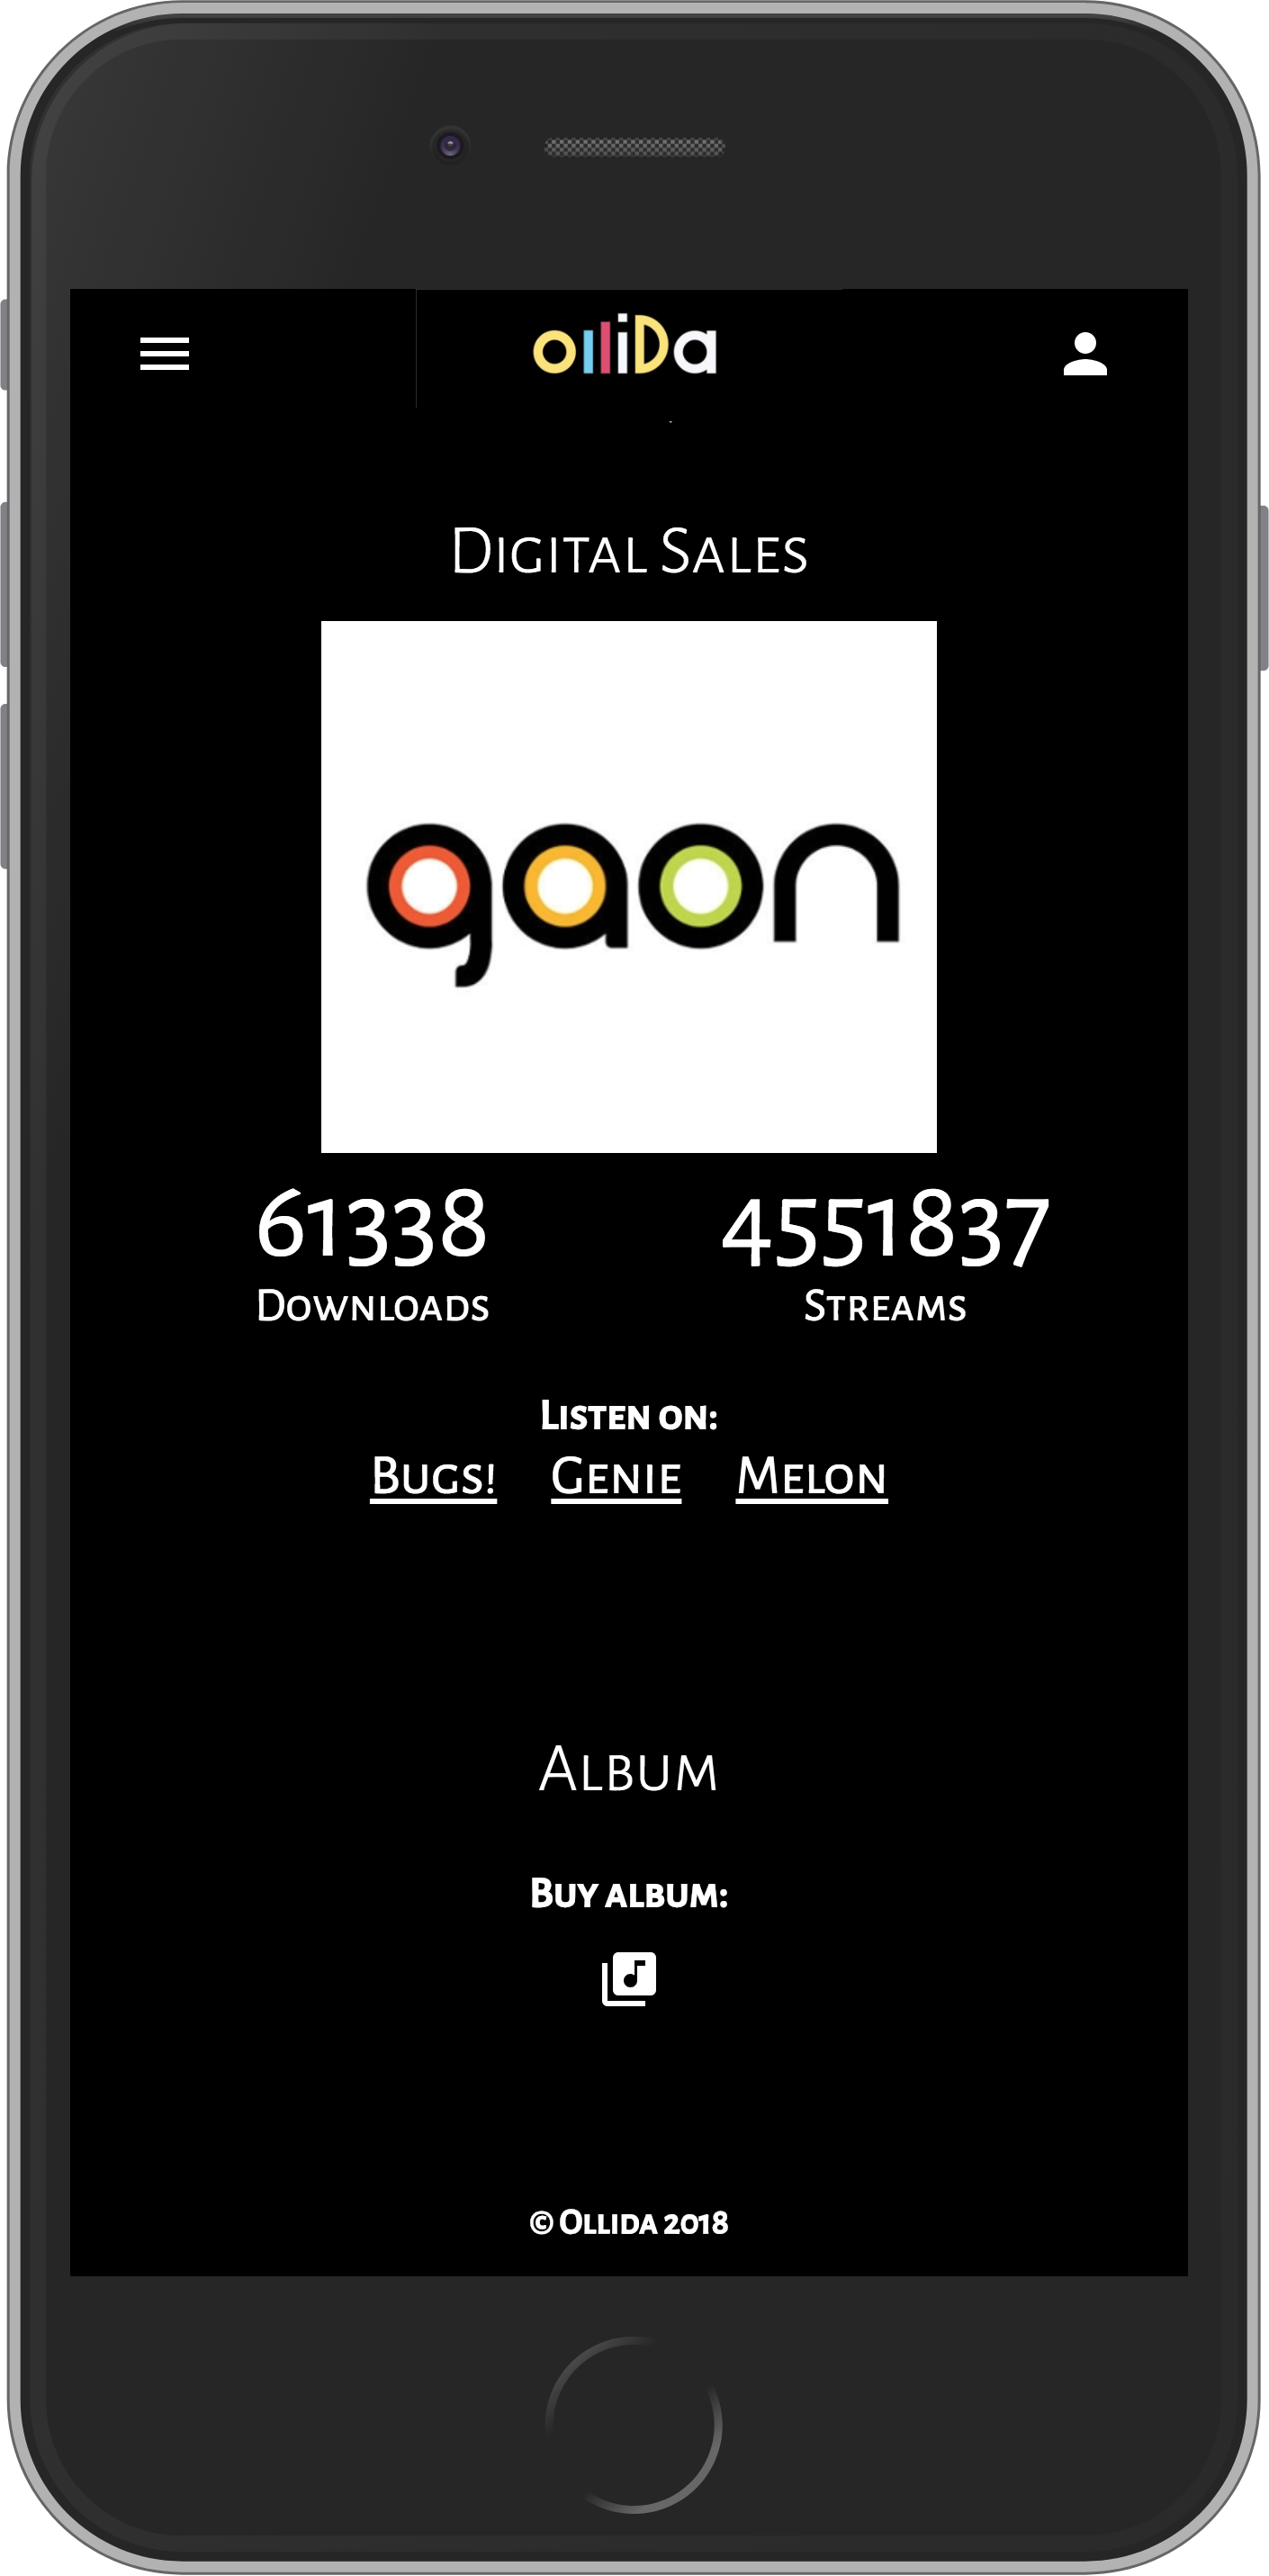 olliDa
Digital Sales
gaon
61338 4551837
Downloads Streams
Listen on:
Bugs! Genie Melon
Album
Buy album:
© Ollida 2018